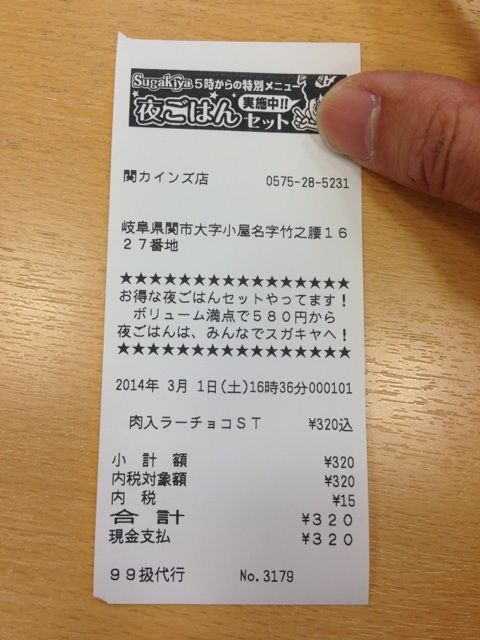 Sugakiya 5時からの特別メニュー
夜ごはん 実施中!! セット
関カインズ店 0575-28-5231
岐阜県関市大字小屋名字竹之腰16
27番地
★★★★★★★★★★★★★★★★
お得な夜ごはんセットやってます!
ボリューム満点で580円から
夜ごはんは、みんなでスガキヤへ!
★★★★★★★★★★★★★★★★
2014年 3月 1日(土)16時36分000101
肉入ラーチョコST ¥320込
小計額 ¥320
内税対象額 ¥320
内税 ¥15
合計 ¥320
現金支払 ¥320
99扱代行 No.3179